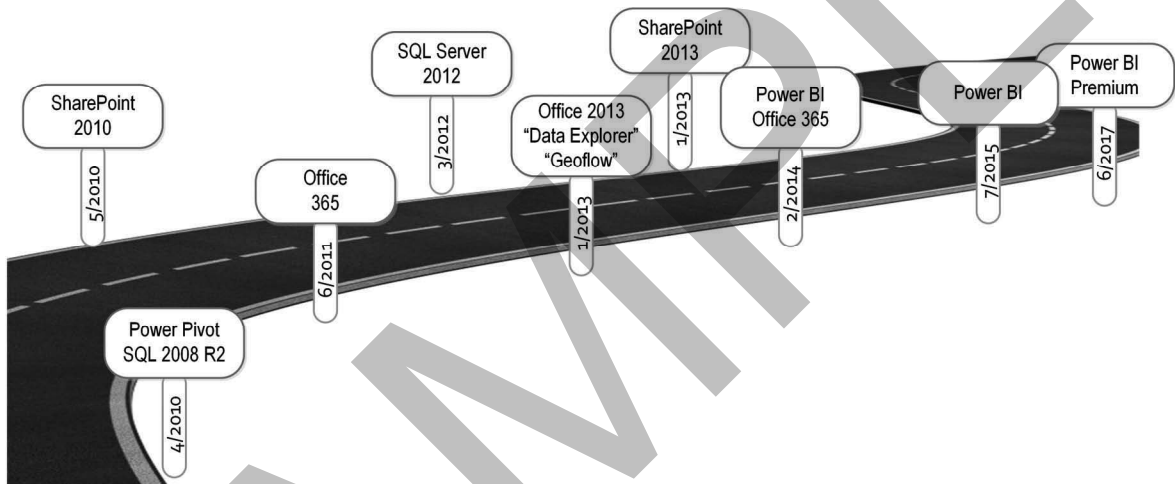 SharePoint
2010
5/2010
Power Pivot
SQL 2008 R2
4/2010
Office
365
6/2011
SQL Server
2012
3/2012
Office 2013
“Data Explorer”
“Geoflow”
1/2013
SharePoint
2013
1/2013
Power BI
Office 365
2/2014
Power BI
7/2015
Power BI
Premium
6/2017
SAMPLE